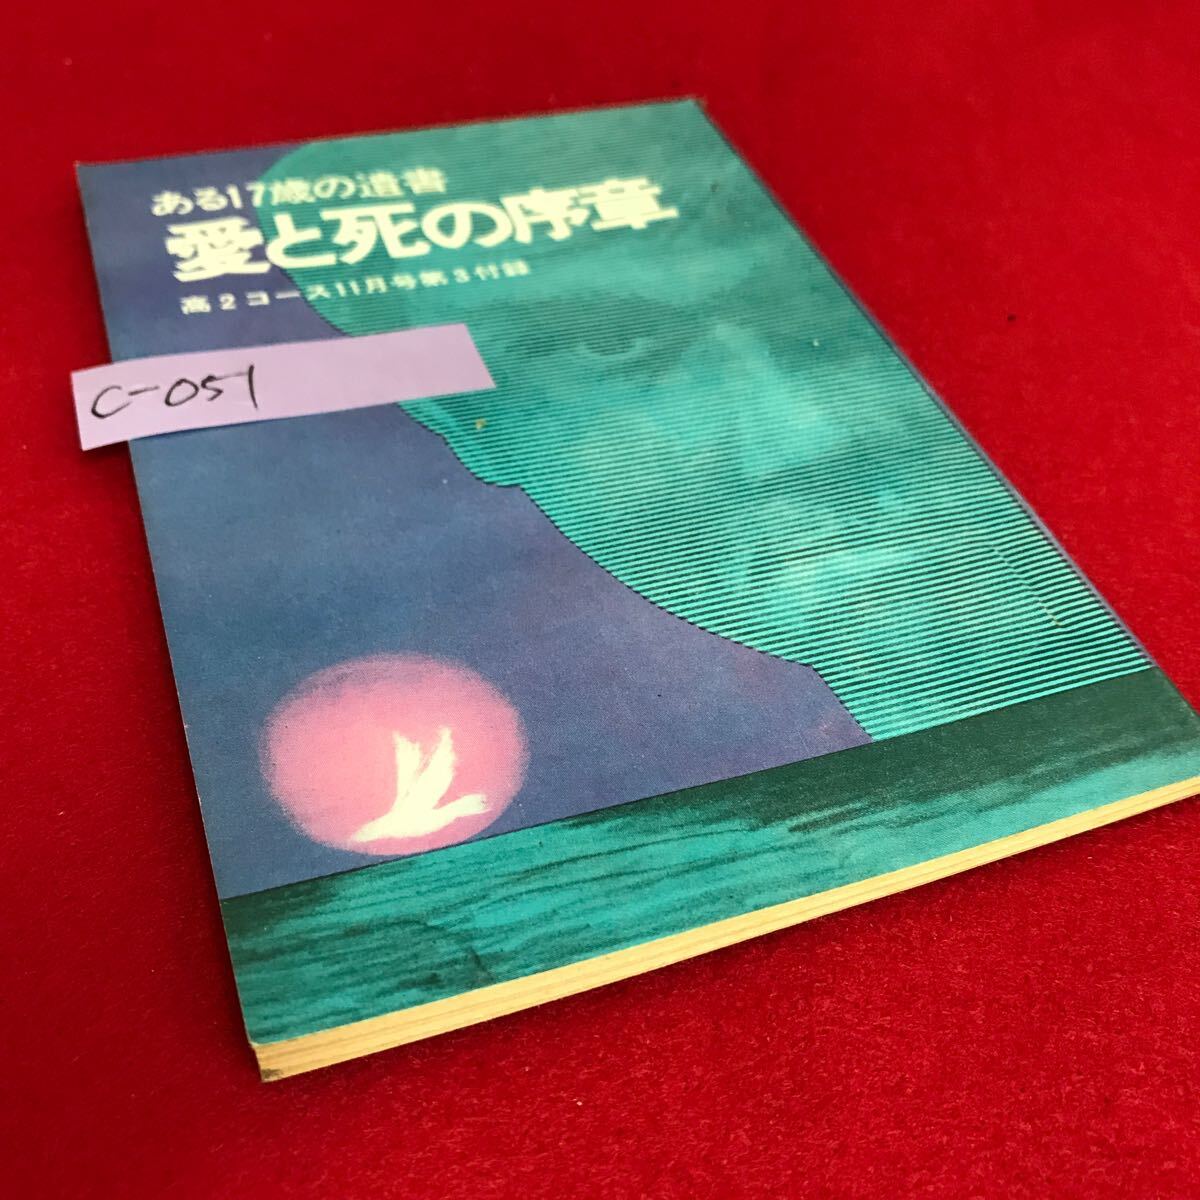 ある17歳の遺書
愛と死の序章
高2コース11月号第3付録
C-051